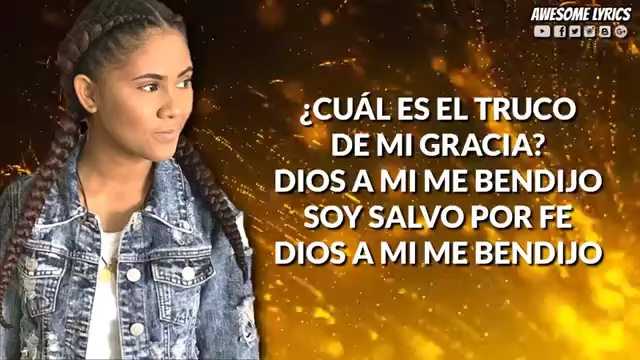 AWESOME LYRICS
¿CUÁL ES EL TRUCO
DE MI GRACIA?
DIOS A MI ME BENDIJO
SOY SALVO POR FE
DIOS A MI ME BENDIJO